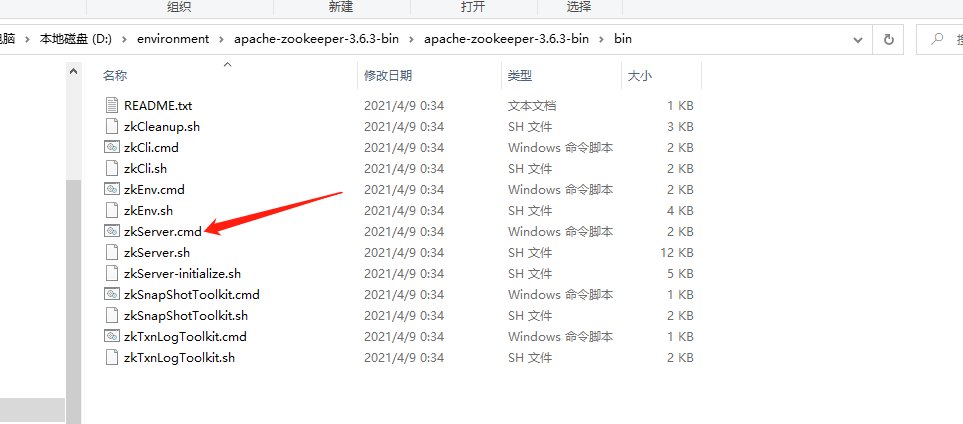 组织 新建 打开 选择
电脑 › 本地磁盘 (D:) › environment › apache-zookeeper-3.6.3-bin › apache-zookeeper-3.6.3-bin › bin
名称 修改日期 类型 大小
README.txt 2021/4/9 0:34 文本文档 1 KB
zkCleanup.sh 2021/4/9 0:34 SH 文件 3 KB
zkCli.cmd 2021/4/9 0:34 Windows 命令脚本 2 KB
zkCli.sh 2021/4/9 0:34 SH 文件 2 KB
zkEnv.cmd 2021/4/9 0:34 Windows 命令脚本 2 KB
zkEnv.sh 2021/4/9 0:34 SH 文件 4 KB
zkServer.cmd 2021/4/9 0:34 Windows 命令脚本 2 KB
zkServer.sh 2021/4/9 0:34 SH 文件 12 KB
zkServer-initialize.sh 2021/4/9 0:34 SH 文件 5 KB
zkSnapShotToolkit.cmd 2021/4/9 0:34 Windows 命令脚本 1 KB
zkSnapShotToolkit.sh 2021/4/9 0:34 SH 文件 2 KB
zkTxnLogToolkit.cmd 2021/4/9 0:34 Windows 命令脚本 1 KB
zkTxnLogToolkit.sh 2021/4/9 0:34 SH 文件 2 KB